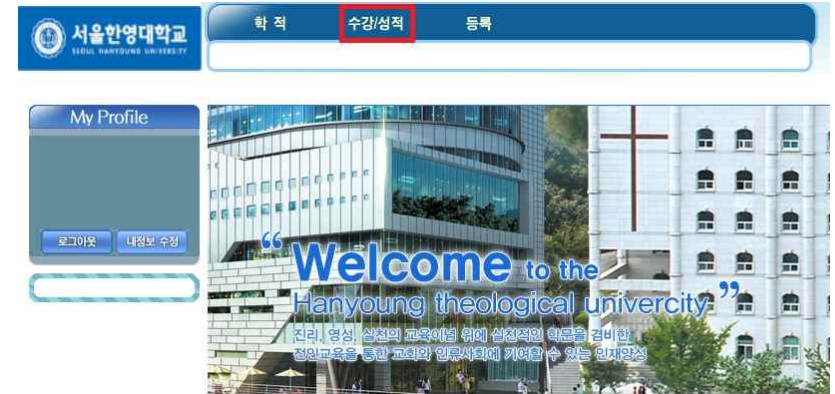 서울한영대학교
SEOUL HANYOUNG UNIVERSITY
학 적 수강/성적 등록
My Profile
로그아웃 내정보 수정
“Welcome to the
Hanyoung theological univercity”
진리, 영성, 실천의 교육이념 위에 실천적인 학문을 겸비한
전인교육을 통한 교회와 인류사회에 기여할 수 있는 인재양성